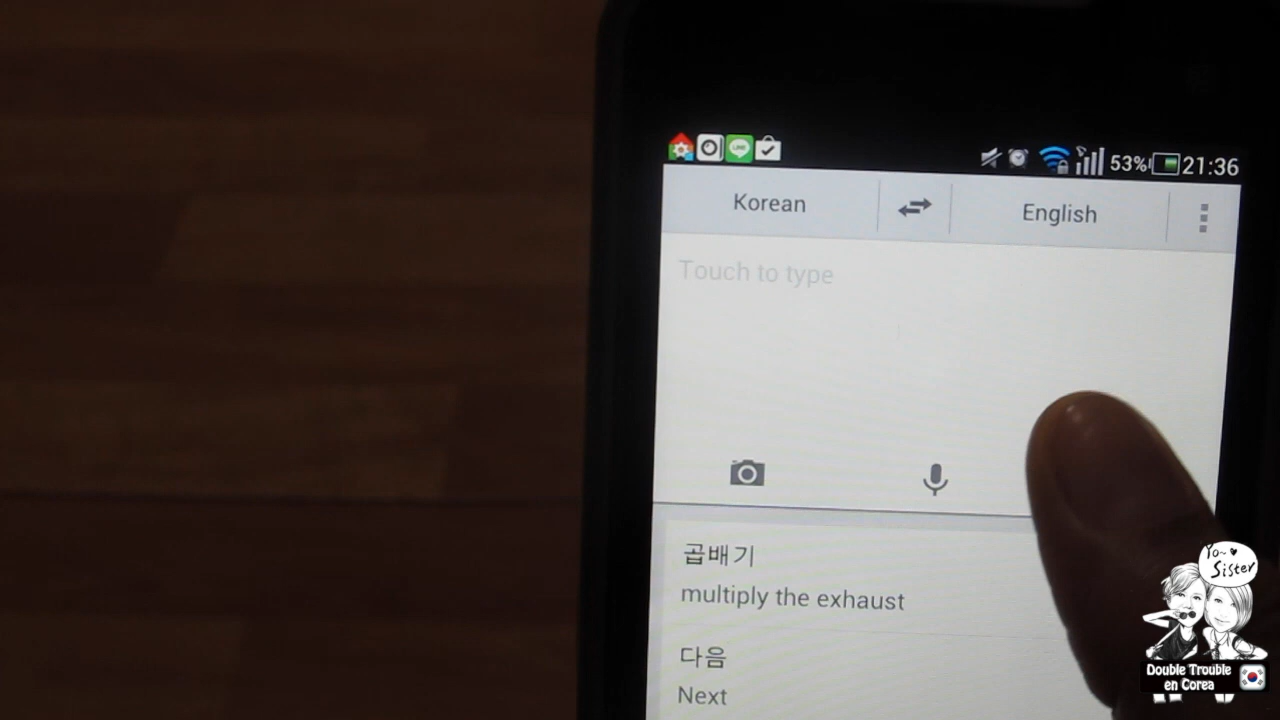 LINE
53% 21:36
Korean English
Touch to type
곱배기
multiply the exhaust
다음
Next
Yo~
Sister
Double Trouble
en Corea